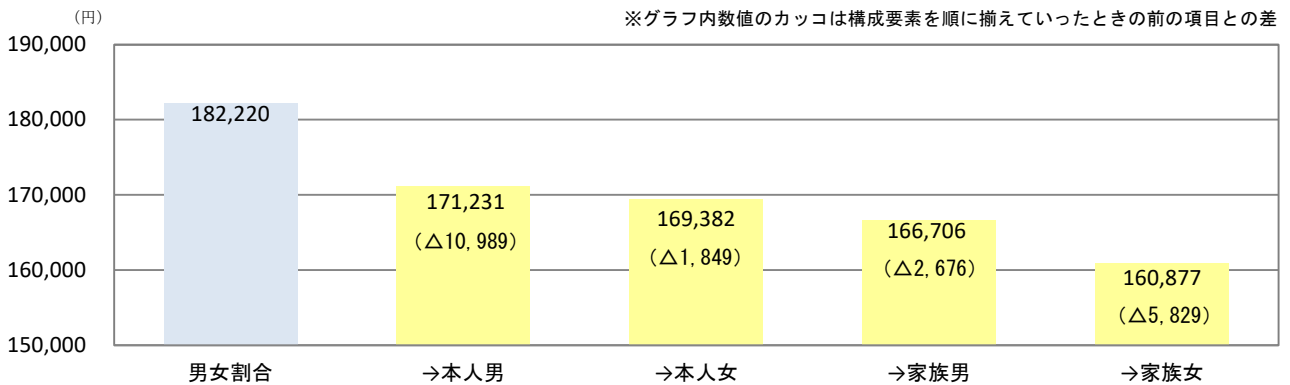 （円）
※グラフ内数値のカッコは構成要素を順に揃えていったときの前の項目との差
190,000
180,000
170,000
160,000
150,000
182,220
171,231
（△10,989）
169,382
（△1,849）
166,706
（△2,676）
160,877
（△5,829）
男女割合
→本人男
→本人女
→家族男
→家族女